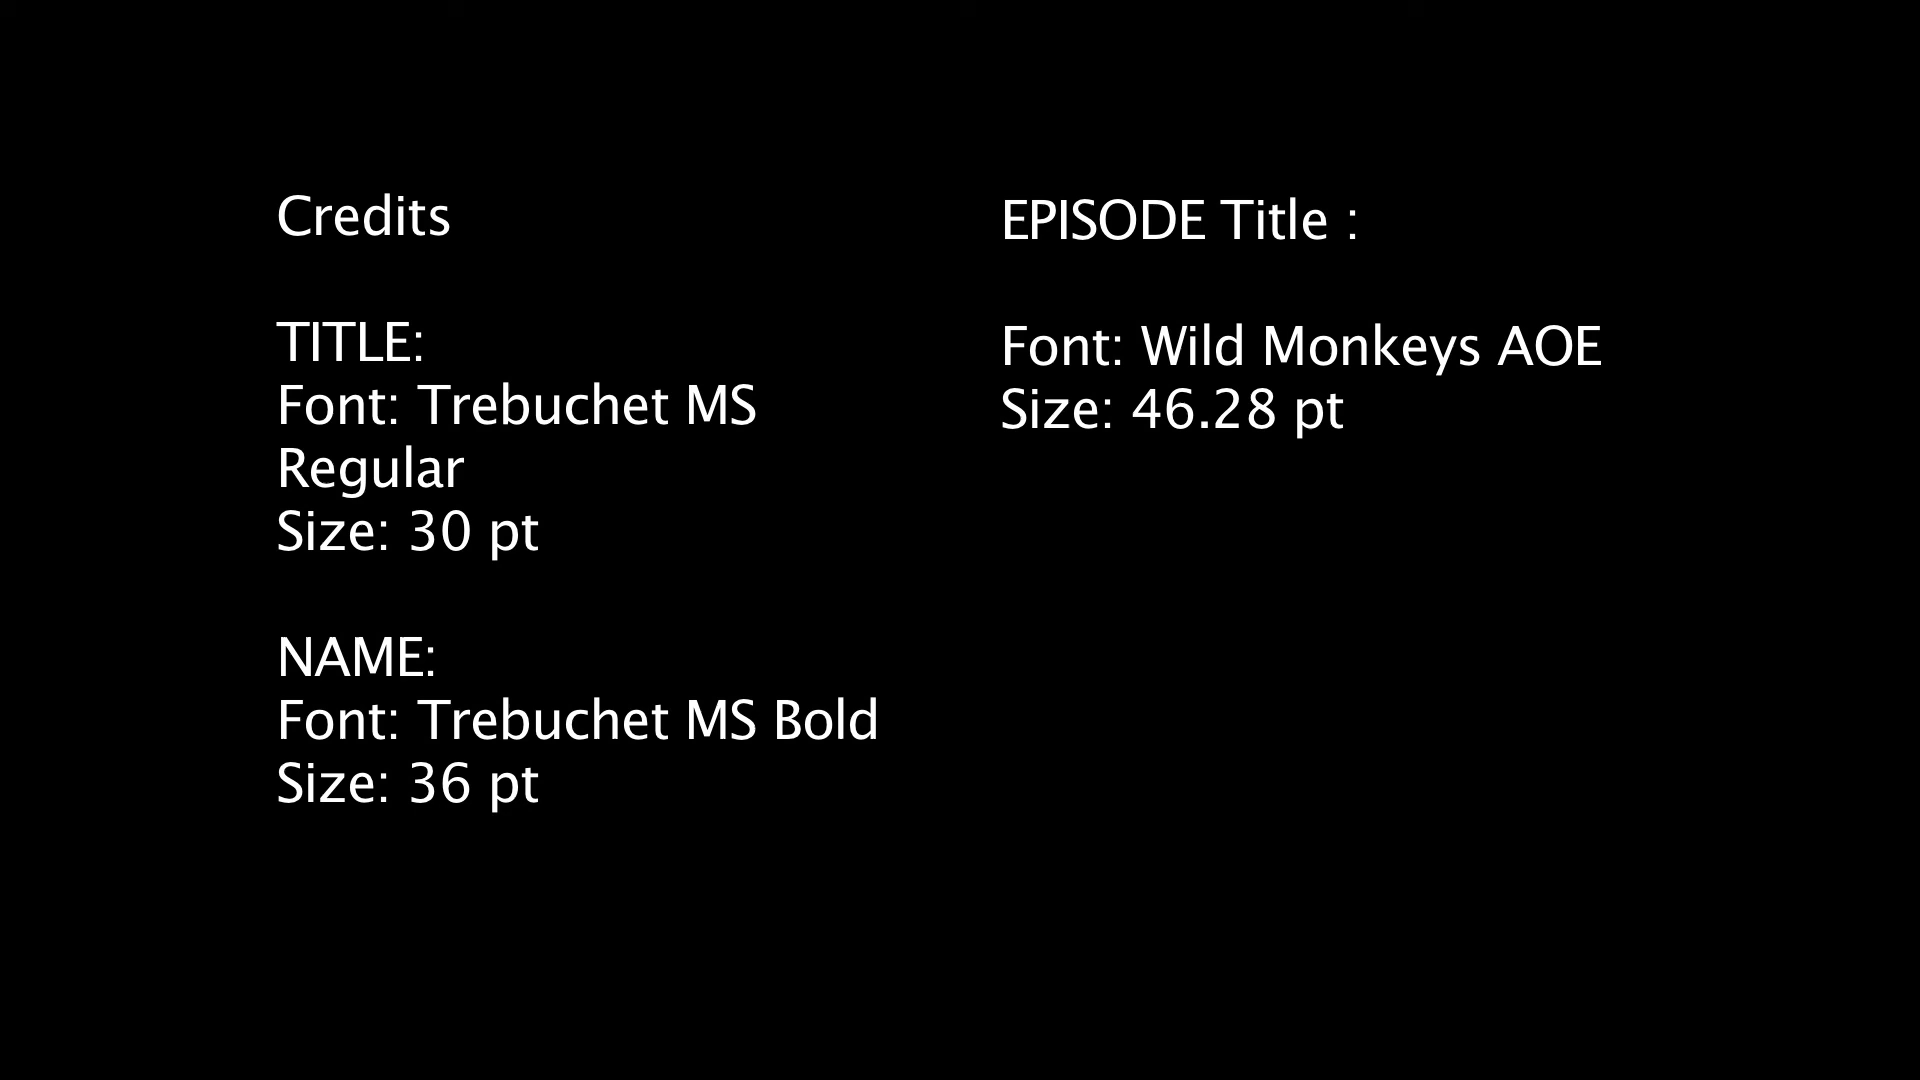 Credits
TITLE:
Font: Trebuchet MS
Regular
Size: 30 pt
NAME:
Font: Trebuchet MS Bold
Size: 36 pt
EPISODE Title :
Font: Wild Monkeys AOE
Size: 46.28 pt